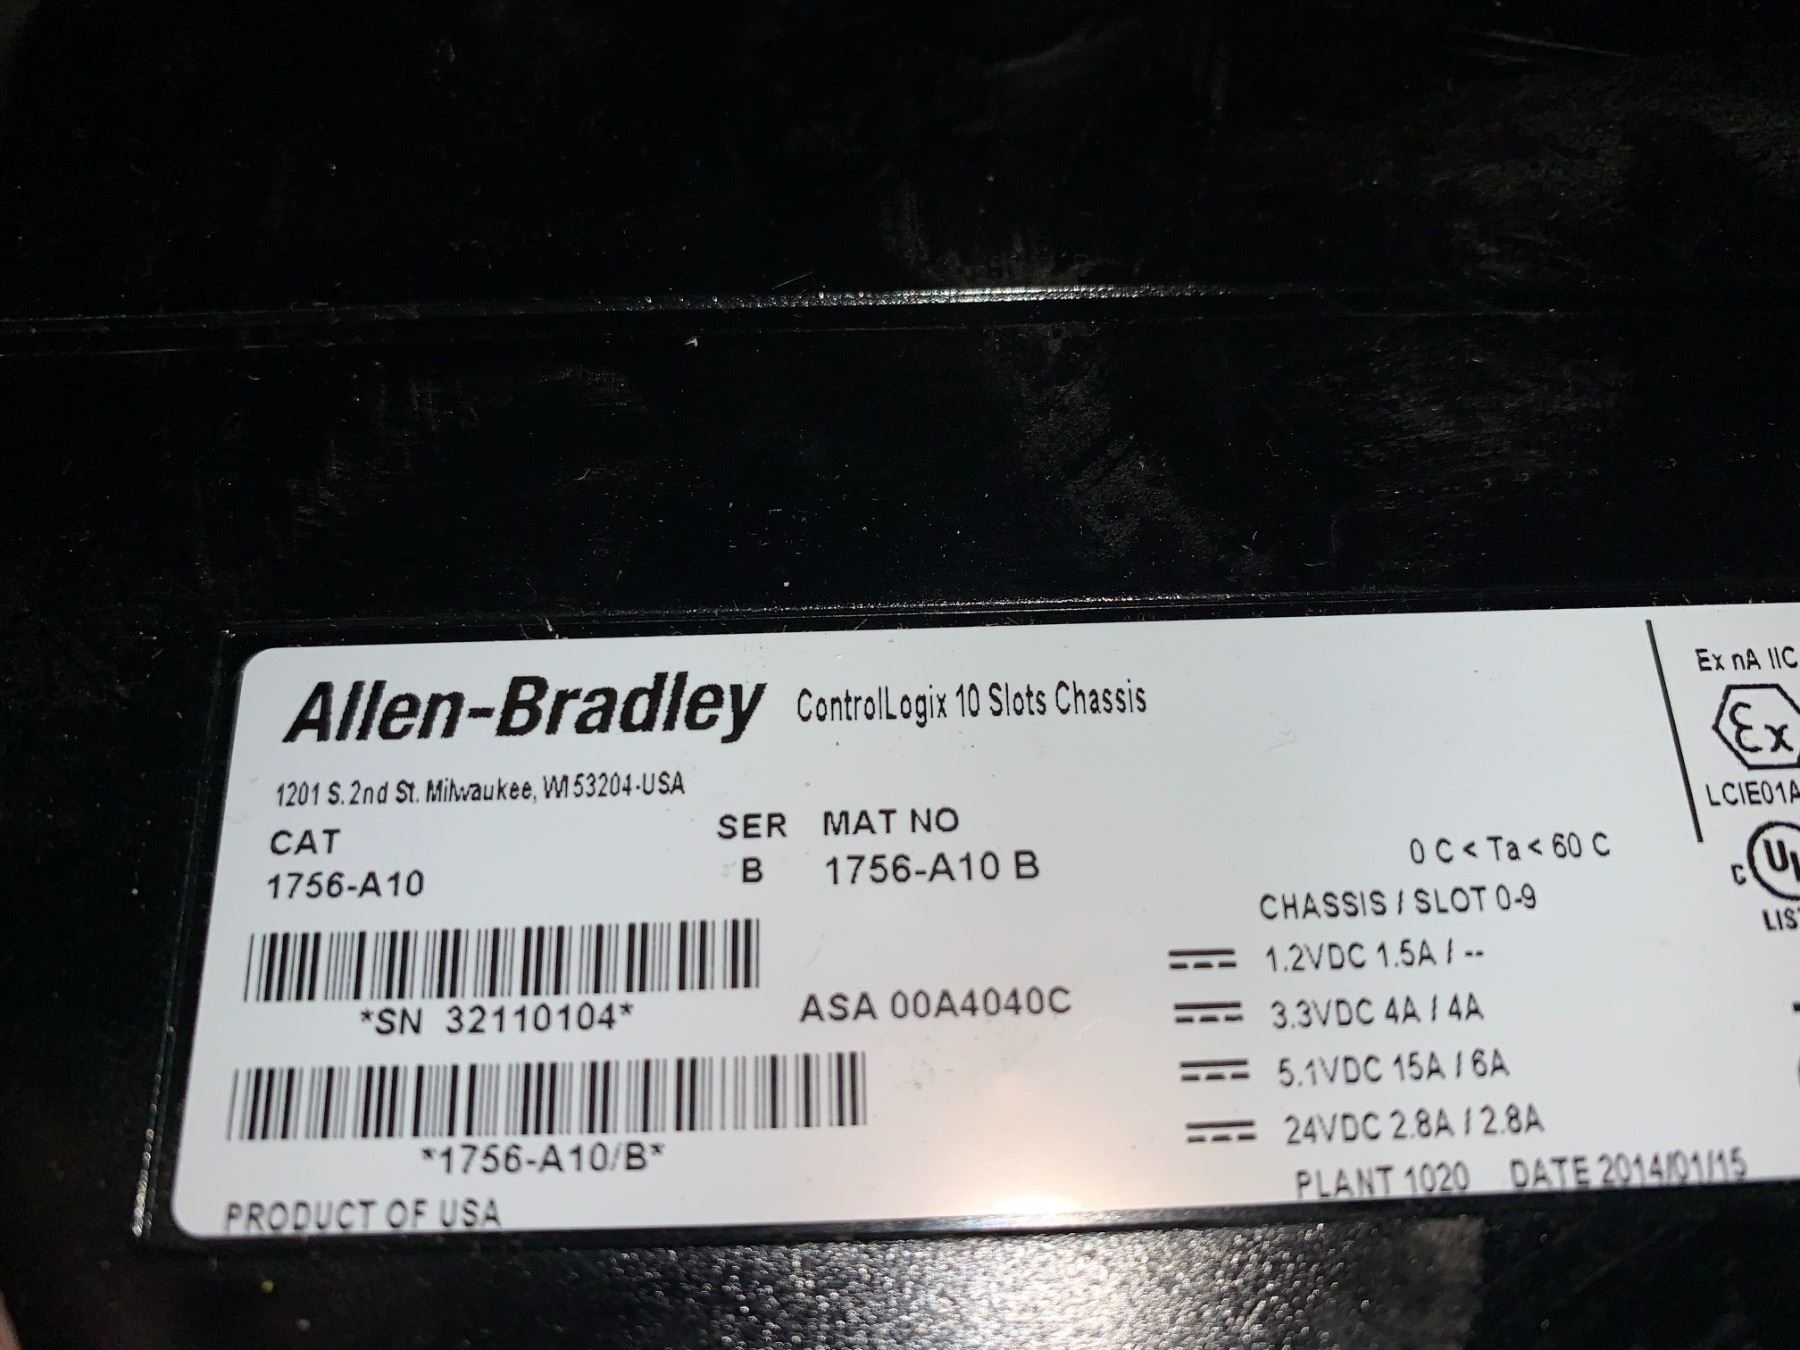 Allen-Bradley ControlLogix 10 Slots Chassis
1201 S. 2nd St. Milwaukee, WI 53204-USA
CAT SER MAT NO
1756-A10 B 1756-A10 B
*SN 32110104*
ASA 00A4040C
*1756-A10/B*
PRODUCT OF USA
0 C < Ta < 60 C
CHASSIS / SLOT 0-9
1.2VDC 1.5A / --
3.3VDC 4A / 4A
5.1VDC 15A / 6A
24VDC 2.8A / 2.8A
PLANT 1020 DATE 2014/01/15
Ex nA IIC
Ex
LCIE01A
C UL
LIS